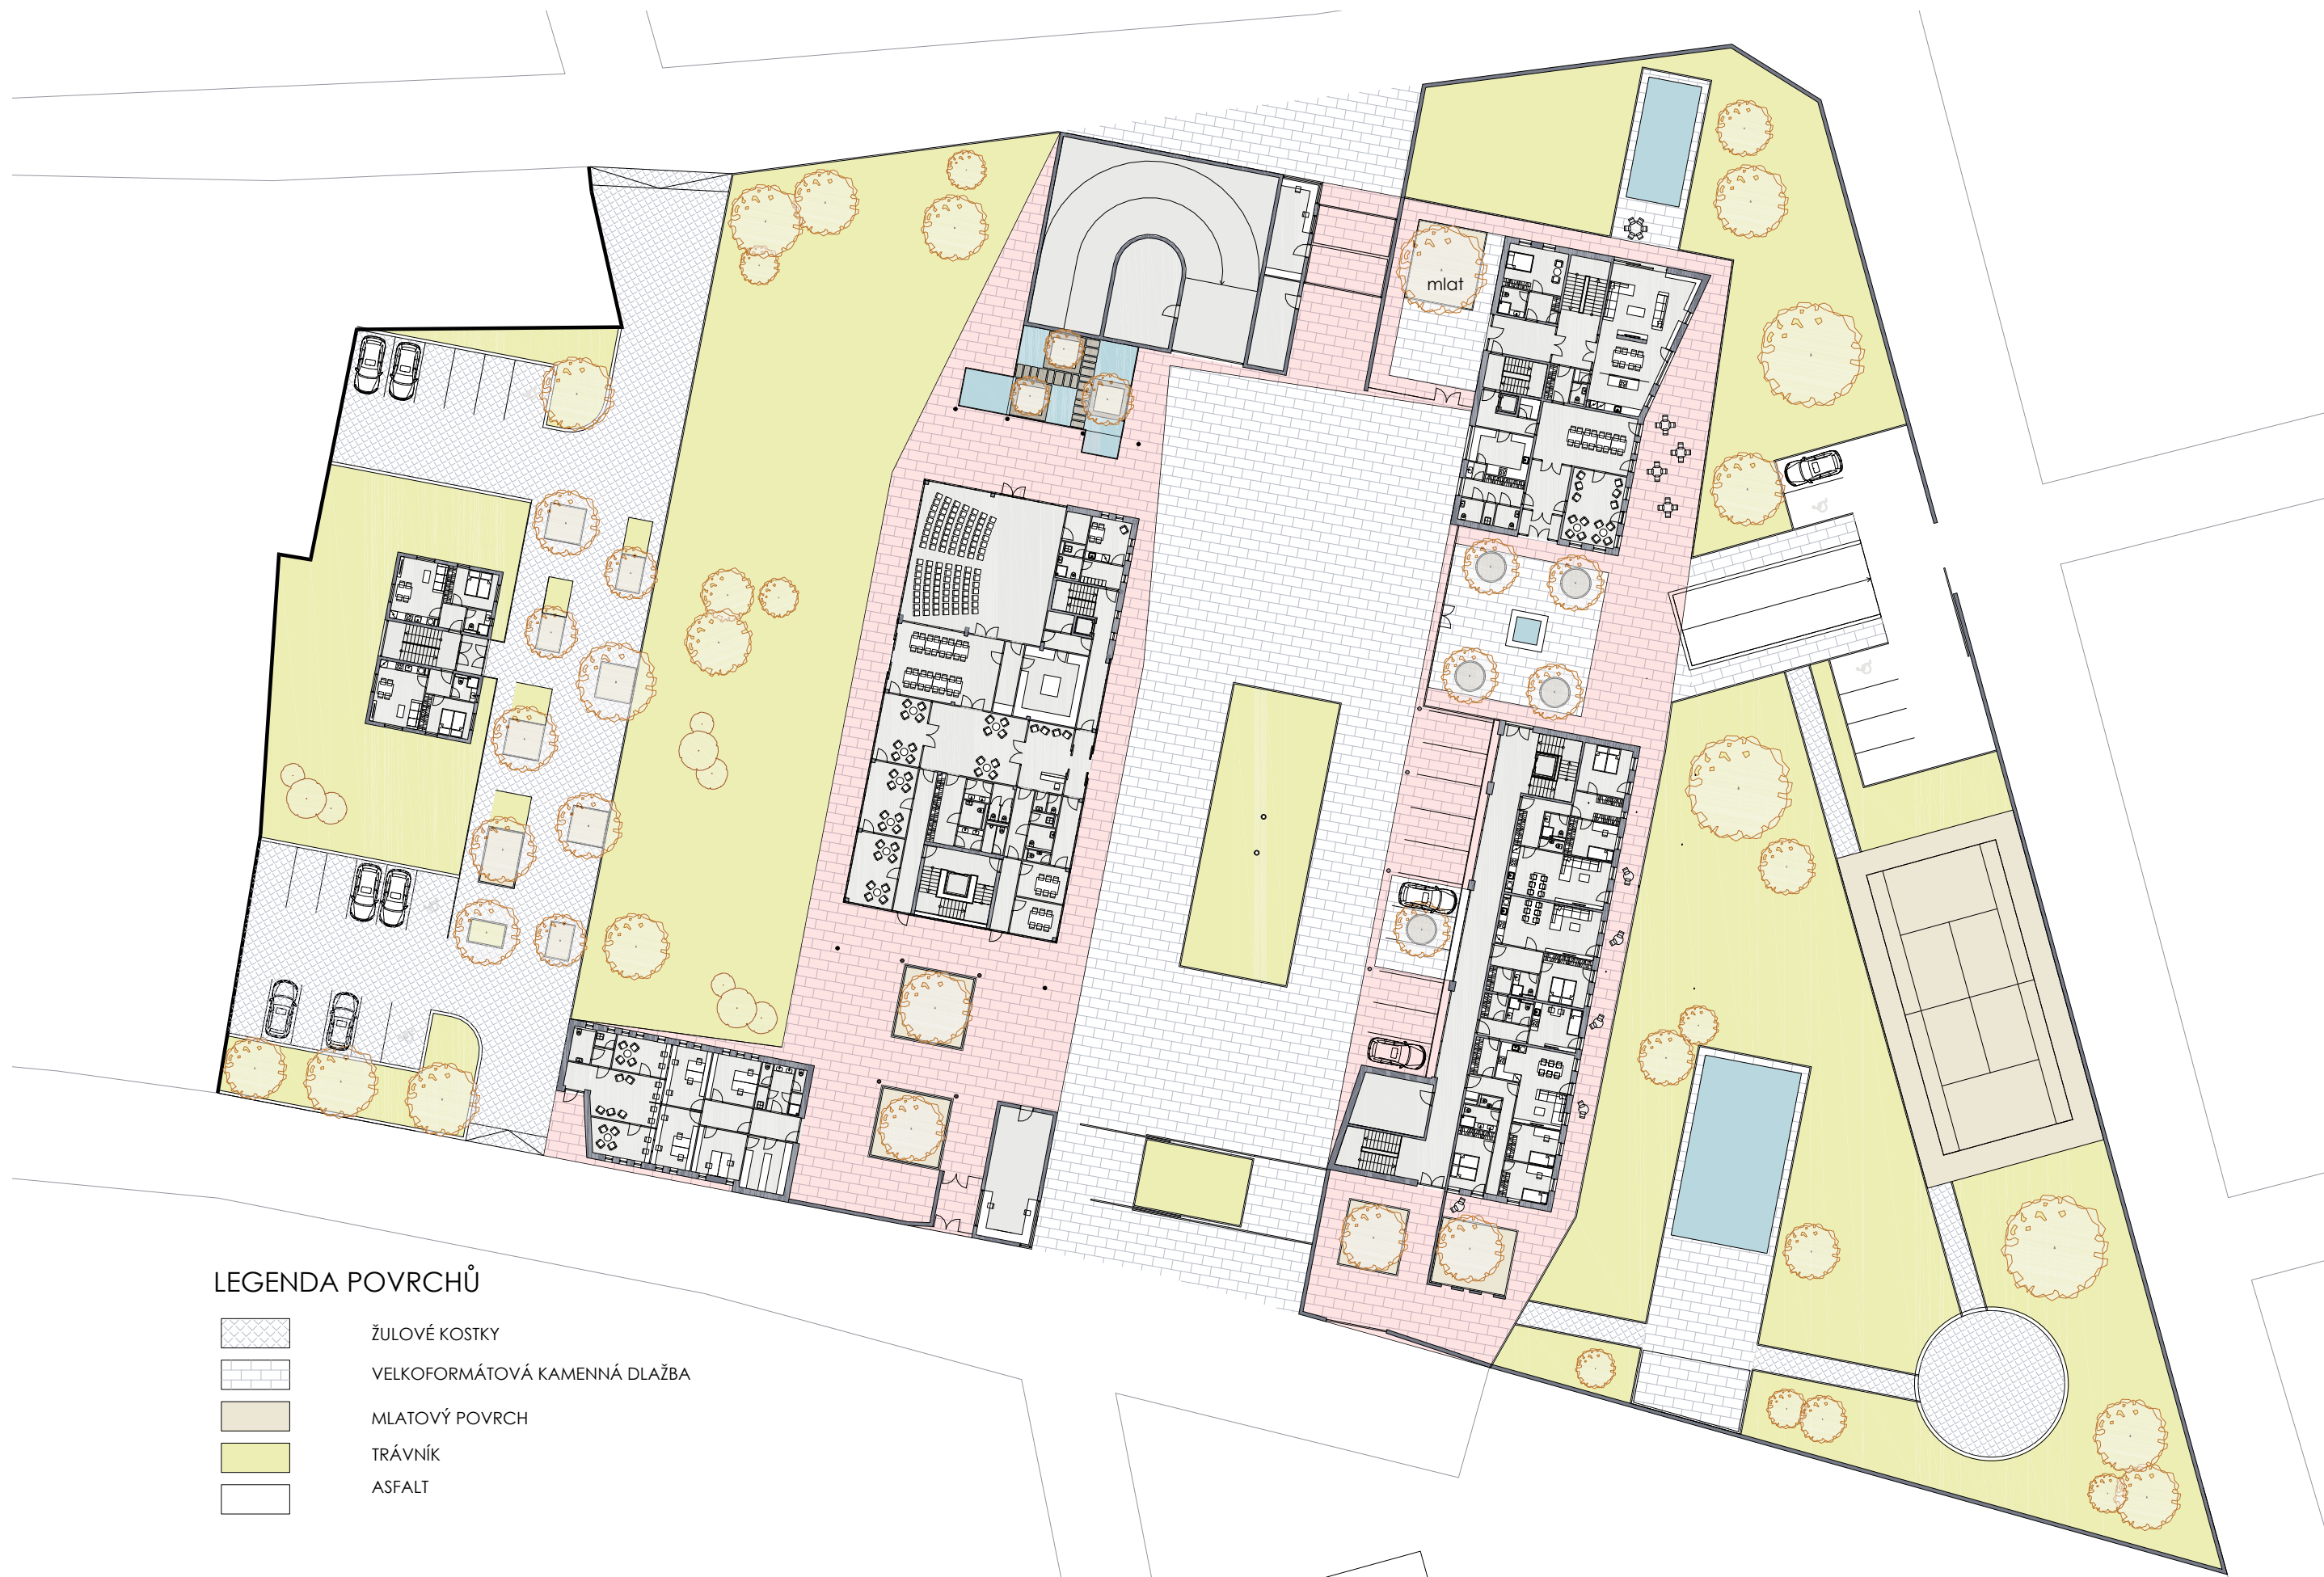 mlat
LEGENDA POVRCHŮ
ŽULOVÉ KOSTKY
VELKOFORMÁTOVÁ KAMENNÁ DLAŽBA
MLATOVÝ POVRCH
TRÁVNÍK
ASFALT